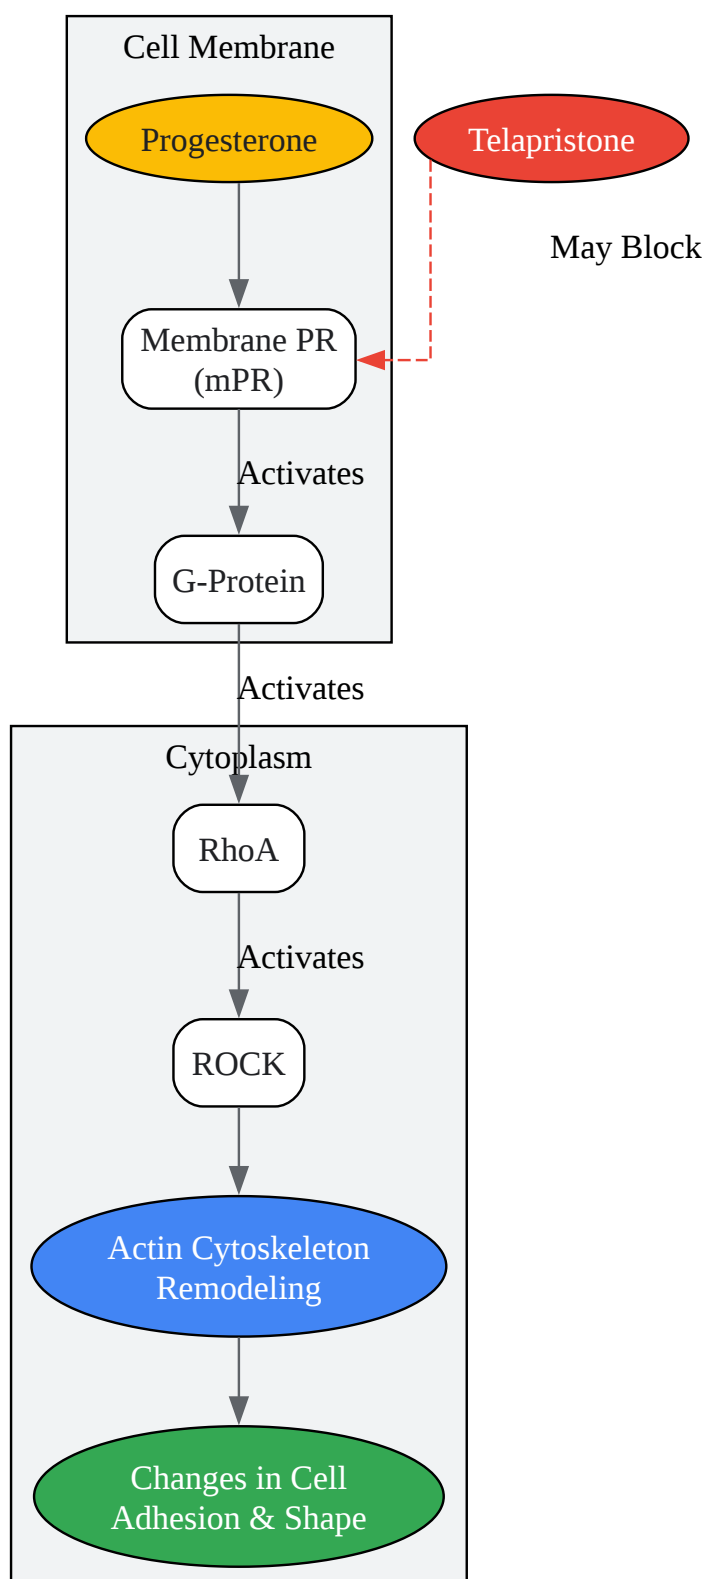 Cell Membrane
Progesterone
Telapristone
May Block
Membrane PR
(mPR)
Activates
G-Protein
Activates
Cytoplasm
RhoA
Activates
ROCK
Actin Cytoskeleton
Remodeling
Changes in Cell
Adhesion & Shape